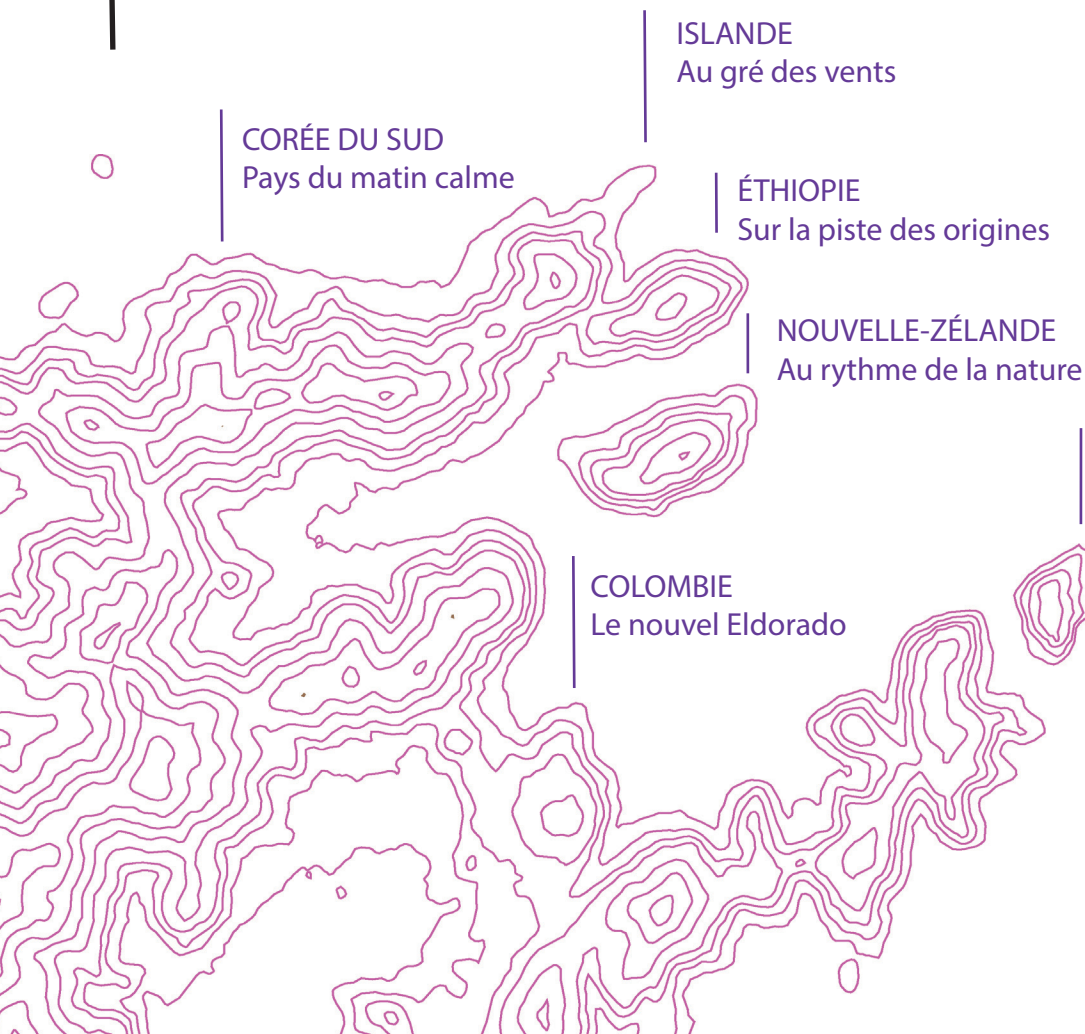 ISLANDE
Au gré des vents
CORÉE DU SUD
Pays du matin calme
ÉTHIOPIE
Sur la piste des origines
NOUVELLE-ZÉLANDE
Au rythme de la nature
COLOMBIE
Le nouvel Eldorado